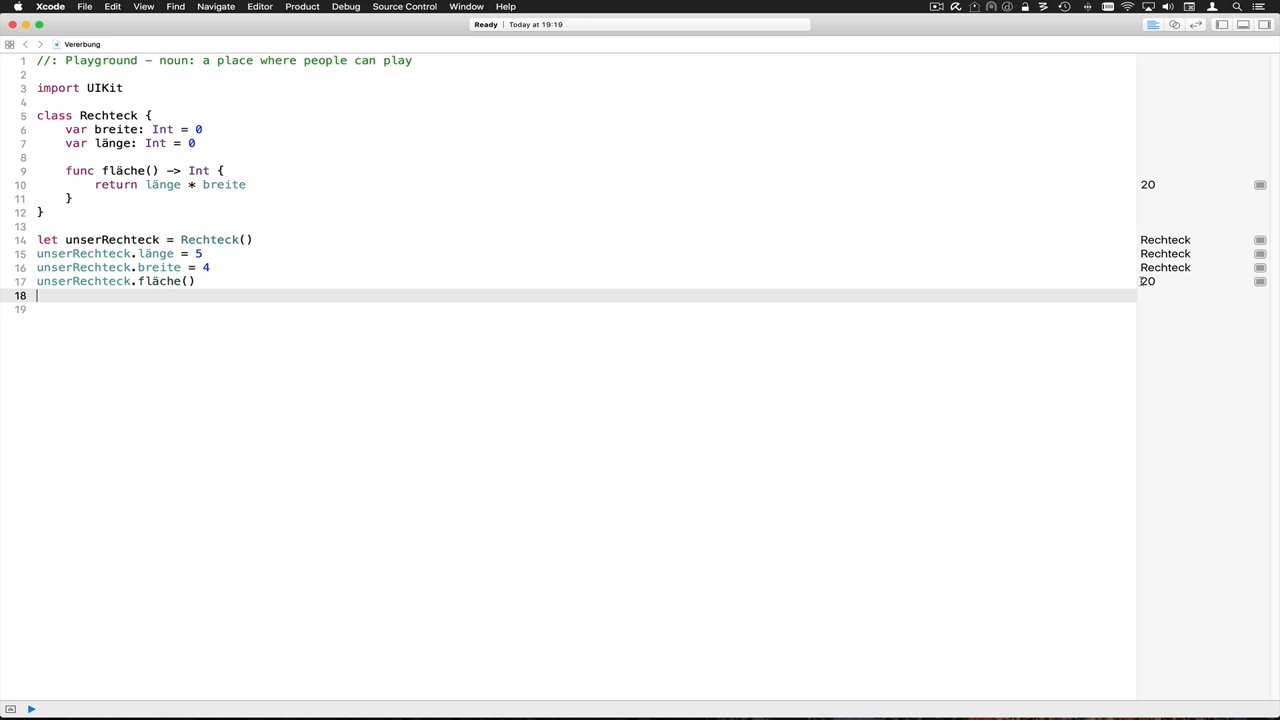 Xcode File Edit View Find Navigate Editor Product Debug Source Control Window Help
Ready Today at 19:19
Vererbung
1 //: Playground – noun: a place where people can play
2
3 import UIKit
4
5 class Rechteck {
6 var breite: Int = 0
7 var länge: Int = 0
8
9 func fläche() -> Int {
10 return länge * breite 20
11 }
12 }
13
14 let unserRechteck = Rechteck() Rechteck
15 unserRechteck.länge = 5 Rechteck
16 unserRechteck.breite = 4 Rechteck
17 unserRechteck.fläche() 20
18
19